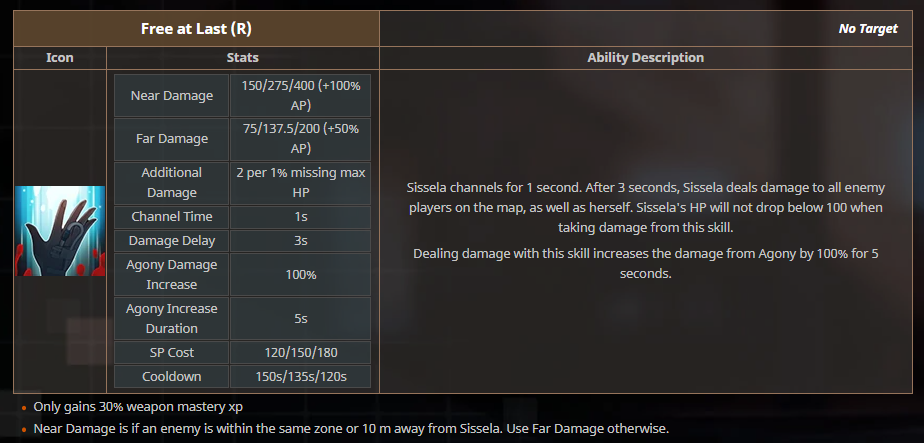 Free at Last (R)
No Target
Icon
Stats
Ability Description
Near Damage
150/275/400 (+100%
AP)
Far Damage
75/137.5/200 (+50%
AP)
Additional
Damage
2 per 1% missing max
HP
Channel Time
1s
Damage Delay
3s
Agony Damage
Increase
100%
Agony Increase
Duration
5s
SP Cost
120/150/180
Cooldown
150s/135s/120s
Sissela channels for 1 second. After 3 seconds, Sissela deals damage to all enemy
players on the map, as well as herself. Sissela's HP will not drop below 100 when
taking damage from this skill.
Dealing damage with this skill increases the damage from Agony by 100% for 5
seconds.
• Only gains 30% weapon mastery xp
• Near Damage is if an enemy is within the same zone or 10 m away from Sissela. Use Far Damage otherwise.